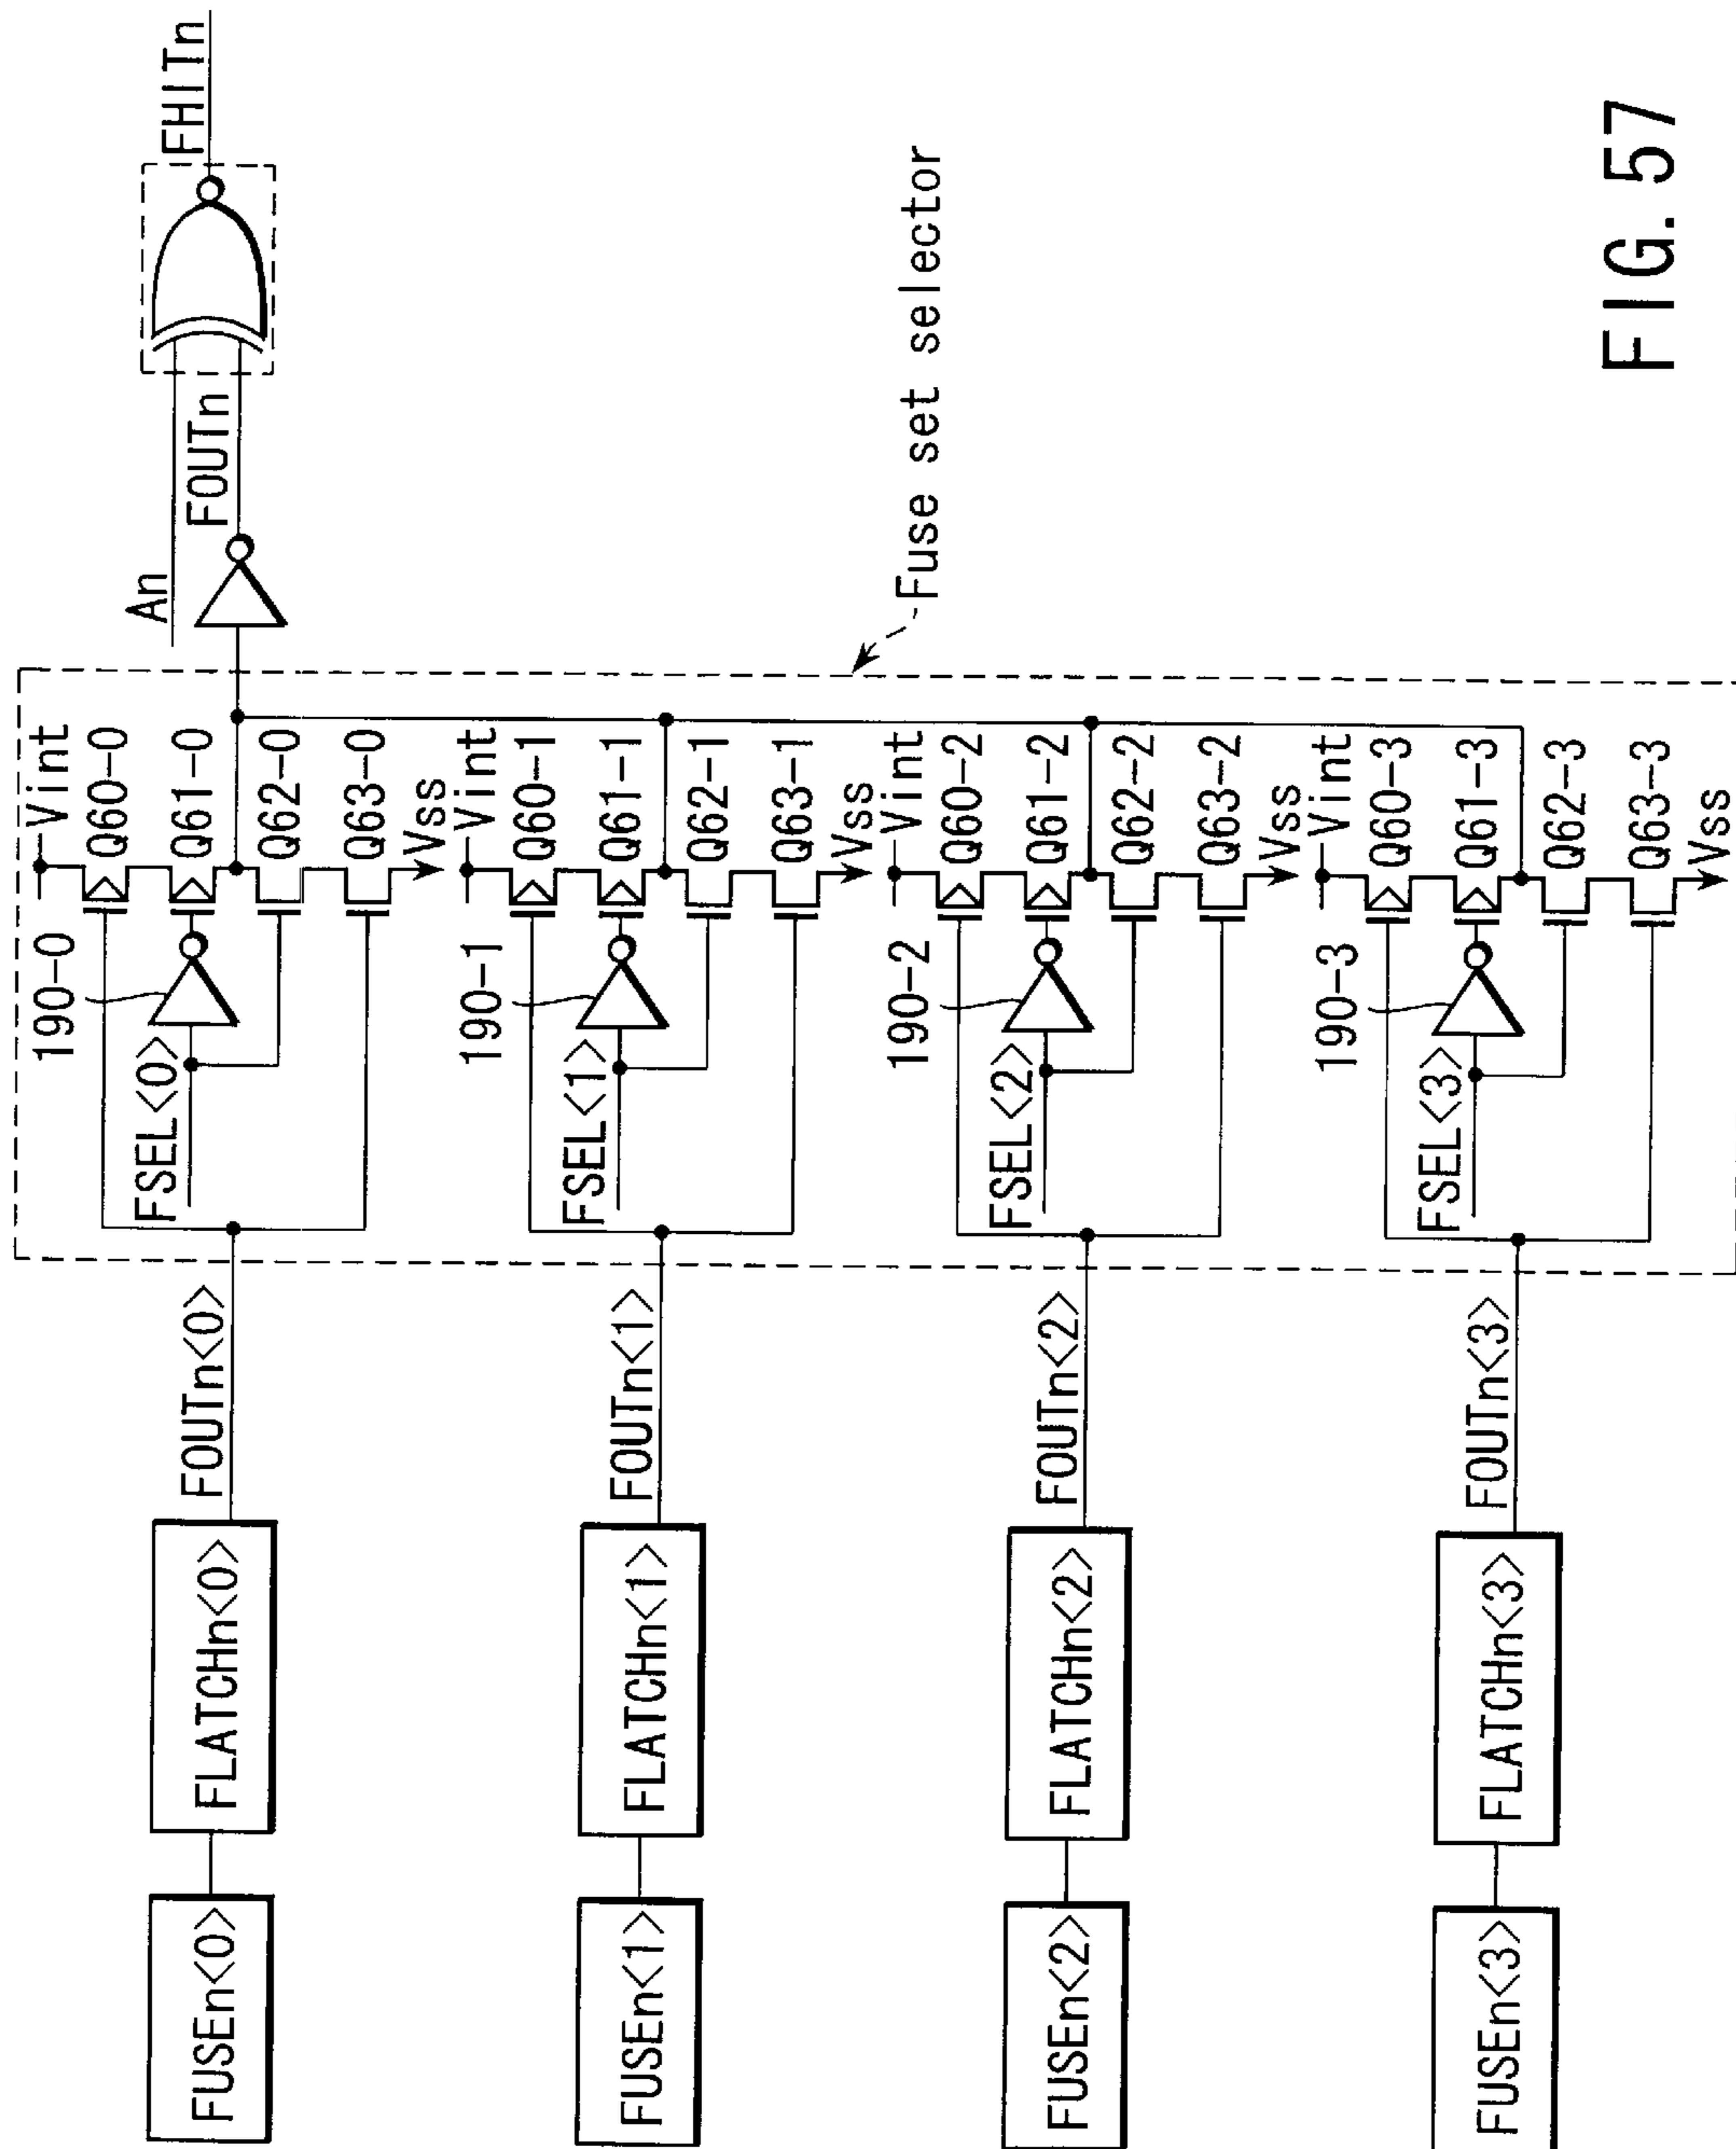 FUSEn<0>
FLATCHn<0>
FOUTn<0>
FSEL<0>
190-0
Vint
Q60-0
Q61-0
Q62-0
Q63-0
Vss
An
FOUTn
FHITn
FUSEn<1>
FLATCHn<1>
FOUTn<1>
FSEL<1>
190-1
Vint
Q60-1
Q61-1
Q62-1
Q63-1
Vss
Fuse set selector
FUSEn<2>
FLATCHn<2>
FOUTn<2>
FSEL<2>
190-2
Vint
Q60-2
Q61-2
Q62-2
Q63-2
Vss
FUSEn<3>
FLATCHn<3>
FOUTn<3>
FSEL<3>
190-3
Vint
Q60-3
Q61-3
Q62-3
Q63-3
Vss
FIG. 57